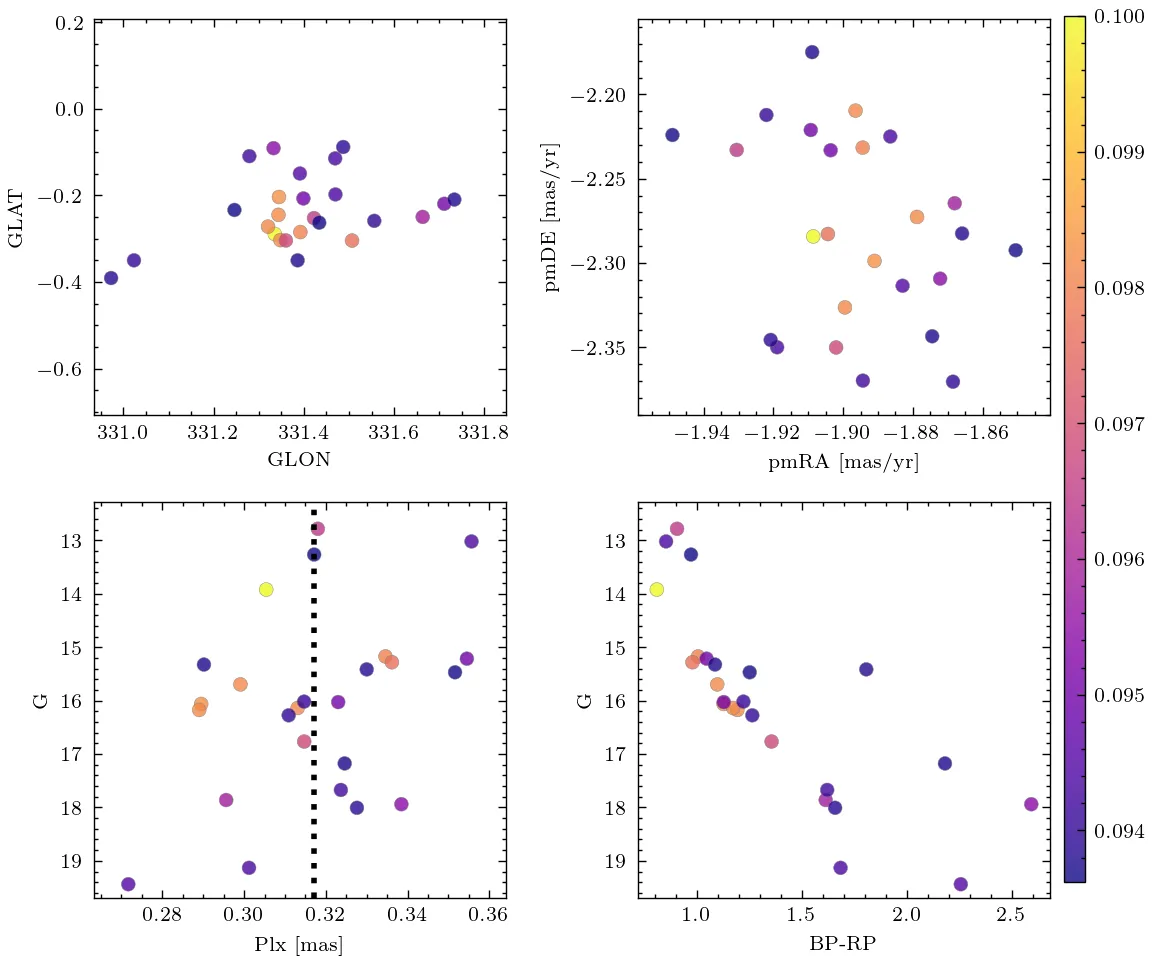 0.2
0.0
−0.2
−0.4
−0.6
GLAT
331.0 331.2 331.4 331.6 331.8
GLON
−2.20
−2.25
−2.30
−2.35
pmDE [mas/yr]
−1.94 −1.92 −1.90 −1.88 −1.86
pmRA [mas/yr]
0.100
0.099
0.098
0.097
0.096
0.095
0.094
13
14
15
16
17
18
19
G
0.28 0.30 0.32 0.34 0.36
Plx [mas]
13
14
15
16
17
18
19
G
1.0 1.5 2.0 2.5
BP-RP